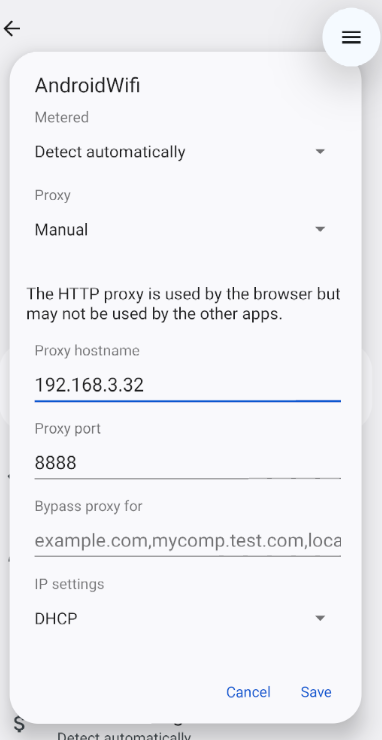 AndroidWifi
Metered
Detect automatically
Proxy
Manual
The HTTP proxy is used by the browser but
may not be used by the other apps.
Proxy hostname
192.168.3.32
Proxy port
8888
Bypass proxy for
example.com,mycomp.test.com,loca
IP settings
DHCP
Cancel Save
$
Detect automatically